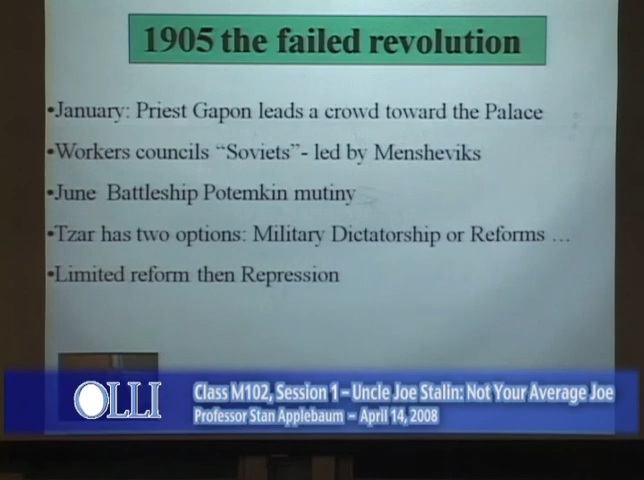 1905 the failed revolution
•January: Priest Gapon leads a crowd toward the Palace
•Workers councils “Soviets”- led by Mensheviks
•June Battleship Potemkin mutiny
•Tzar has two options: Military Dictatorship or Reforms ...
•Limited reform then Repression
OLLI
Class M102, Session 1 – Uncle Joe Stalin: Not Your Average Joe
Professor Stan Applebaum – April 14, 2008